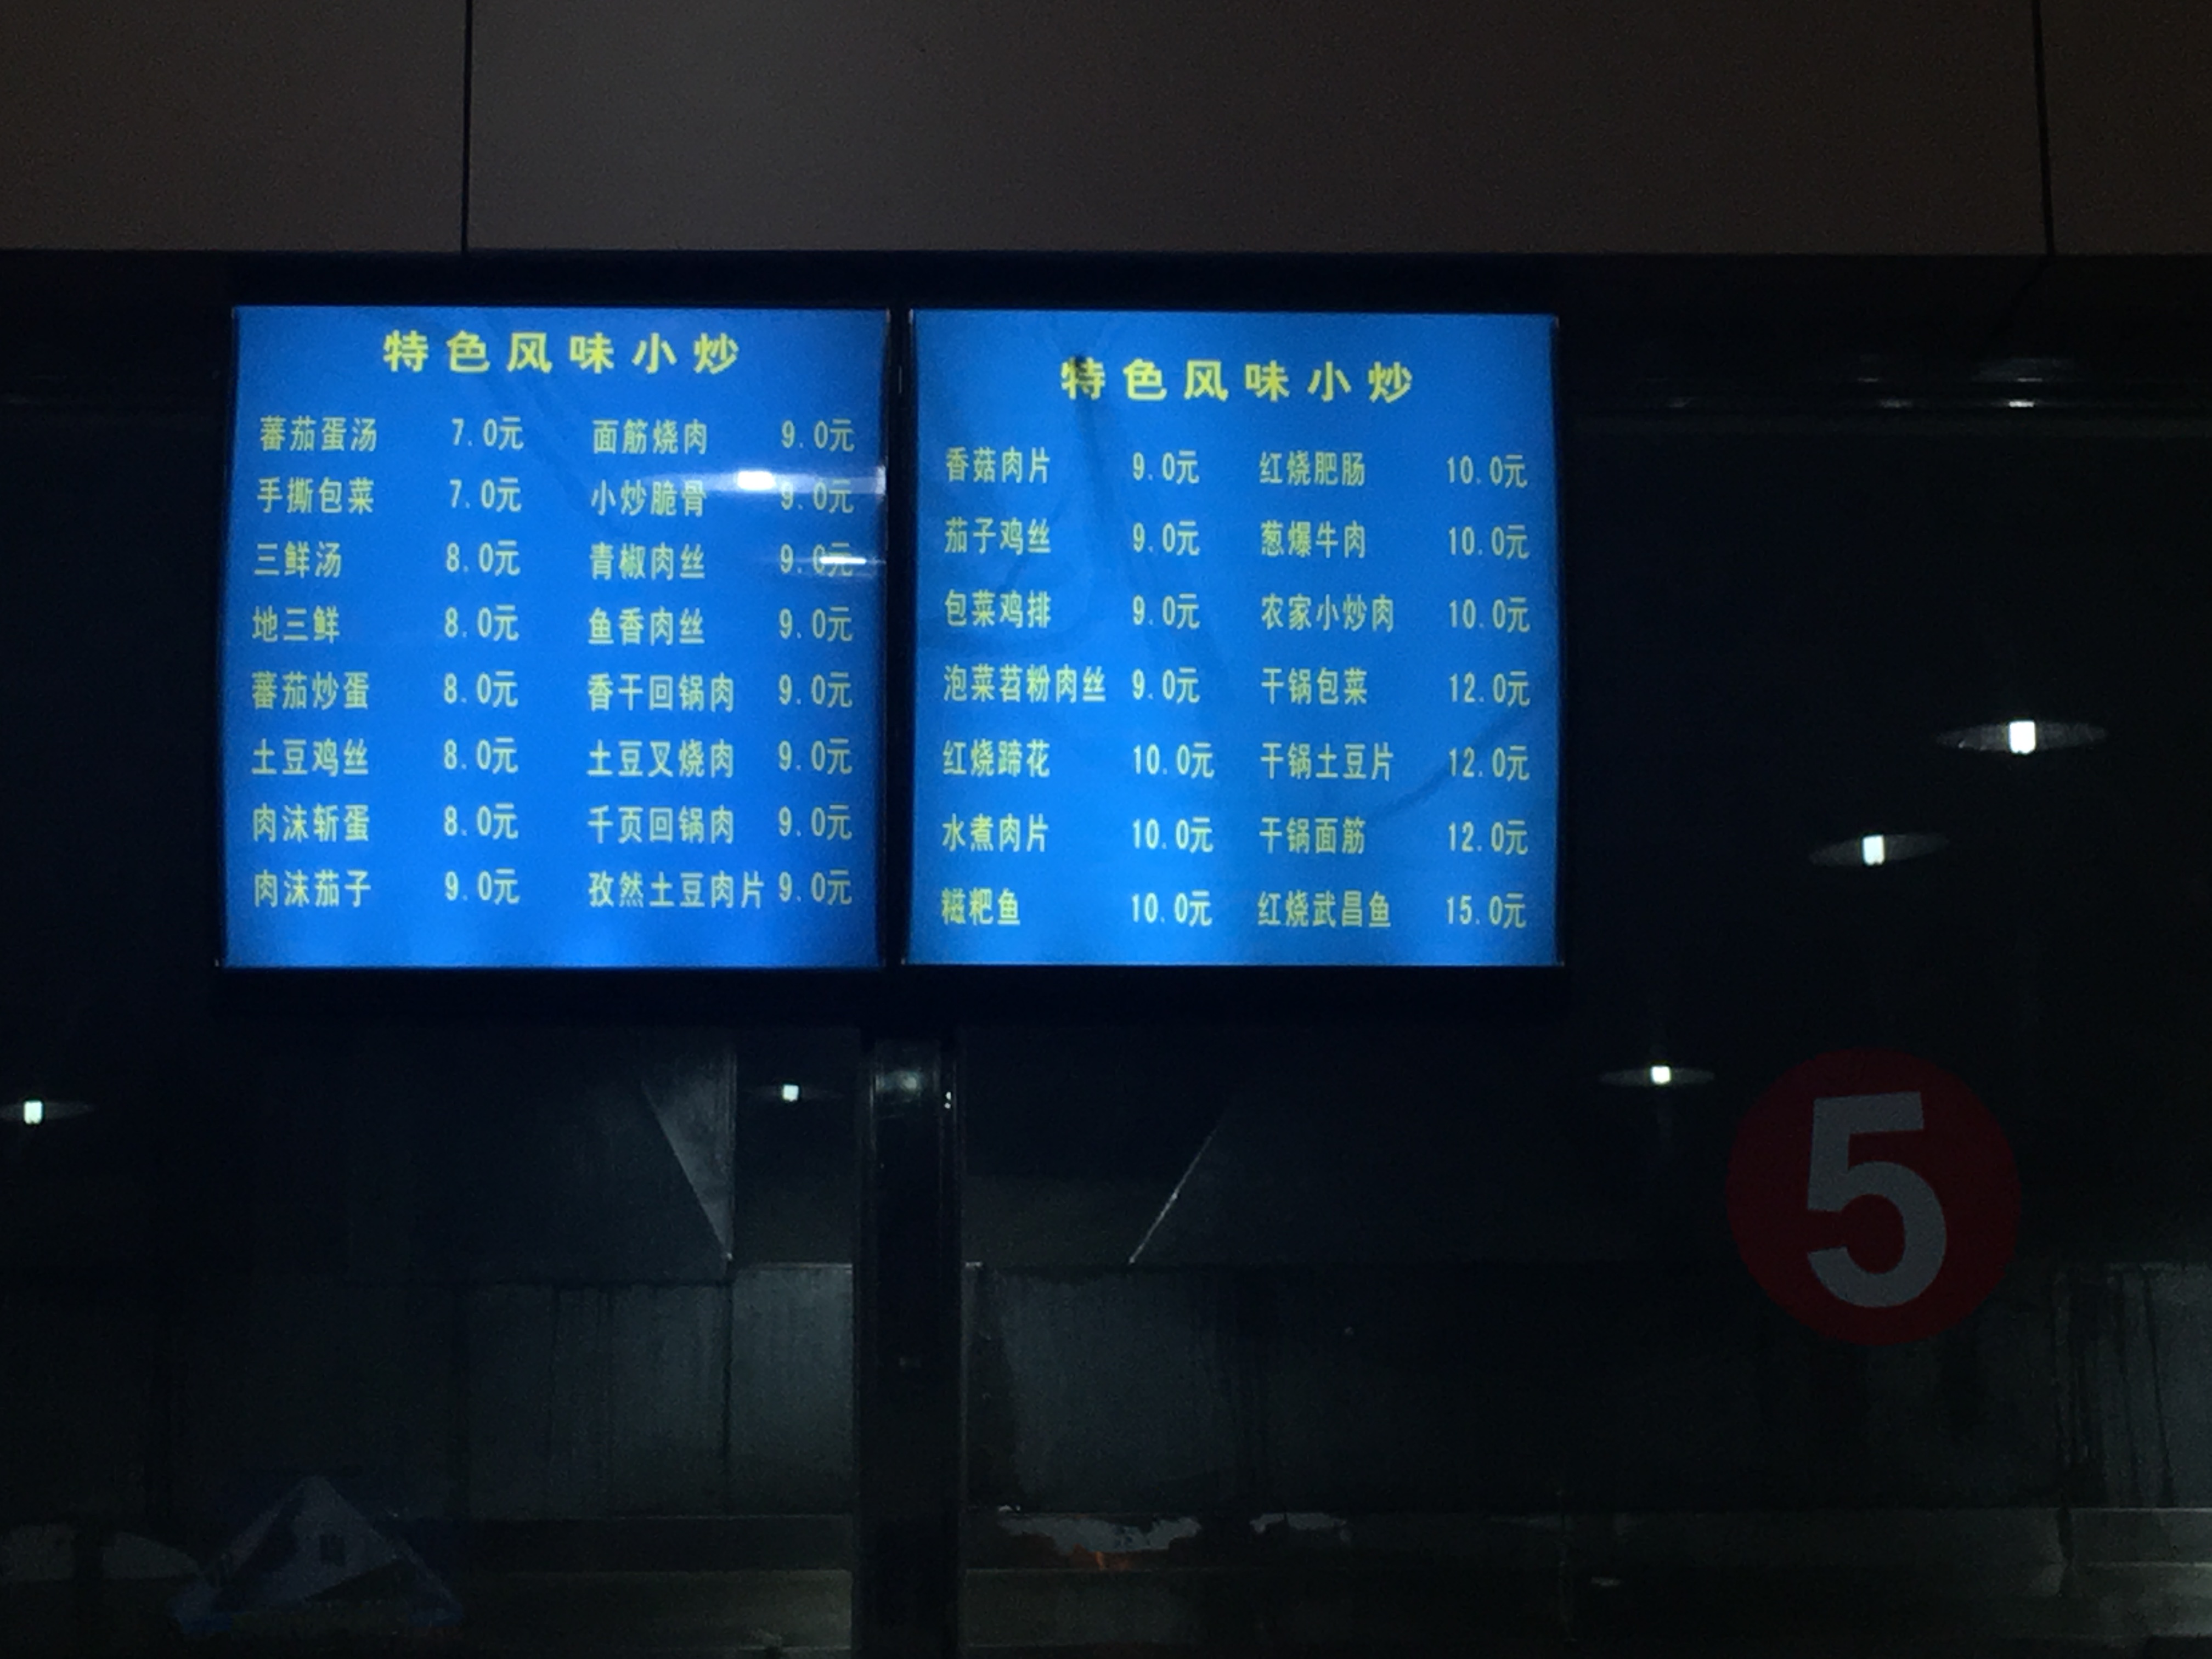 特色风味小炒
蕃茄蛋汤 7.0元 面筋烧肉 9.0元
手撕包菜 7.0元 小炒脆骨 9.0元
三鲜汤 8.0元 青椒肉丝 9.0元
地三鲜 8.0元 鱼香肉丝 9.0元
蕃茄炒蛋 8.0元 香干回锅肉 9.0元
土豆鸡丝 8.0元 土豆叉烧肉 9.0元
肉沫斩蛋 8.0元 千页回锅肉 9.0元
肉沫茄子 9.0元 孜然土豆肉片 9.0元
特色风味小炒
香菇肉片 9.0元 红烧肥肠 10.0元
茄子鸡丝 9.0元 葱爆牛肉 10.0元
包菜鸡排 9.0元 农家小炒肉 10.0元
泡菜苕粉肉丝 9.0元 干锅包菜 12.0元
红烧蹄花 10.0元 干锅土豆片 12.0元
水煮肉片 10.0元 干锅面筋 12.0元
糍粑鱼 10.0元 红烧武昌鱼 15.0元
5